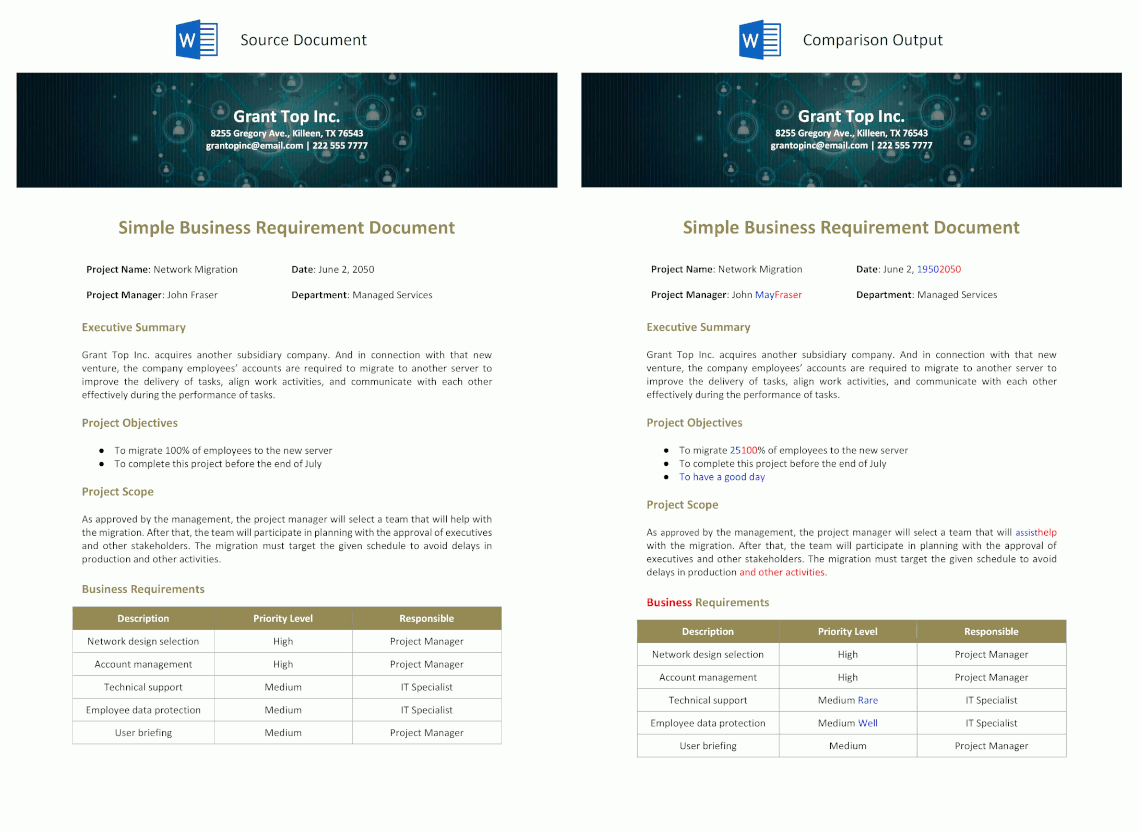 W
Source Document
Grant Top Inc.
8255 Gregory Ave., Killeen, TX 76543
grantopinc@email.com | 222 555 7777
Simple Business Requirement Document
Project Name: Network Migration
Date: June 2, 2050
Project Manager: John Fraser
Department: Managed Services
Executive Summary
Grant Top Inc. acquires another subsidiary company. And in connection with that new
venture, the company employees’ accounts are required to migrate to another server to
improve the delivery of tasks, align work activities, and communicate with each other
effectively during the performance of tasks.
Project Objectives
● To migrate 100% of employees to the new server
● To complete this project before the end of July
Project Scope
As approved by the management, the project manager will select a team that will help with
the migration. After that, the team will participate in planning with the approval of executives
and other stakeholders. The migration must target the given schedule to avoid delays in
production and other activities.
Business Requirements
Description Priority Level Responsible
Network design selection High Project Manager
Account management High Project Manager
Technical support Medium IT Specialist
Employee data protection Medium IT Specialist
User briefing Medium Project Manager
W
Comparison Output
Grant Top Inc.
8255 Gregory Ave., Killeen, TX 76543
grantopinc@email.com | 222 555 7777
Simple Business Requirement Document
Project Name: Network Migration
Date: June 2, 19502050
Project Manager: John MayFraser
Department: Managed Services
Executive Summary
Grant Top Inc. acquires another subsidiary company. And in connection with that new
venture, the company employees’ accounts are required to migrate to another server to
improve the delivery of tasks, align work activities, and communicate with each other
effectively during the performance of tasks.
Project Objectives
● To migrate 25100% of employees to the new server
● To complete this project before the end of July
● To have a good day
Project Scope
As approved by the management, the project manager will select a team that will assisthelp
with the migration. After that, the team will participate in planning with the approval of
executives and other stakeholders. The migration must target the given schedule to avoid
delays in production and other activities.
Business Requirements
Description Priority Level Responsible
Network design selection High Project Manager
Account management High Project Manager
Technical support Medium Rare IT Specialist
Employee data protection Medium Well IT Specialist
User briefing Medium Project Manager